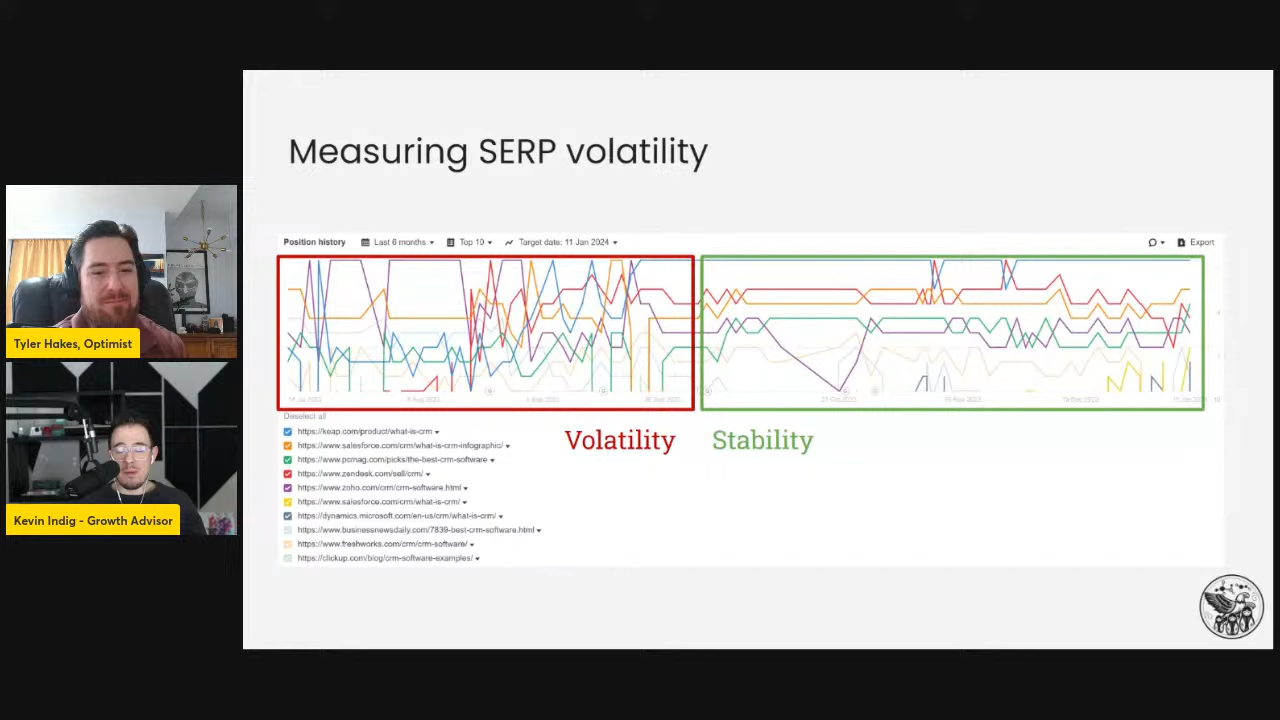 Measuring SERP volatility
Position history Last 6 months Top 10 Target date: 11 Jan 2024 Export
Deselect all
https://keap.com/product/what-is-crm
https://www.salesforce.com/crm/what-is-crm-infographic/
https://www.pcmag.com/picks/the-best-crm-software
https://www.zendesk.com/sell/crm/
https://www.zoho.com/crm/crm-software.html
https://www.salesforce.com/crm/what-is-crm/
https://dynamics.microsoft.com/en-us/crm/what-is-crm/
https://www.businessnewsdaily.com/7839-best-crm-software.html
https://www.freshworks.com/crm/crm-software/
https://clickup.com/blog/crm-software-examples/
Volatility Stability
Tyler Hakes, Optimist
Kevin Indig - Growth Advisor